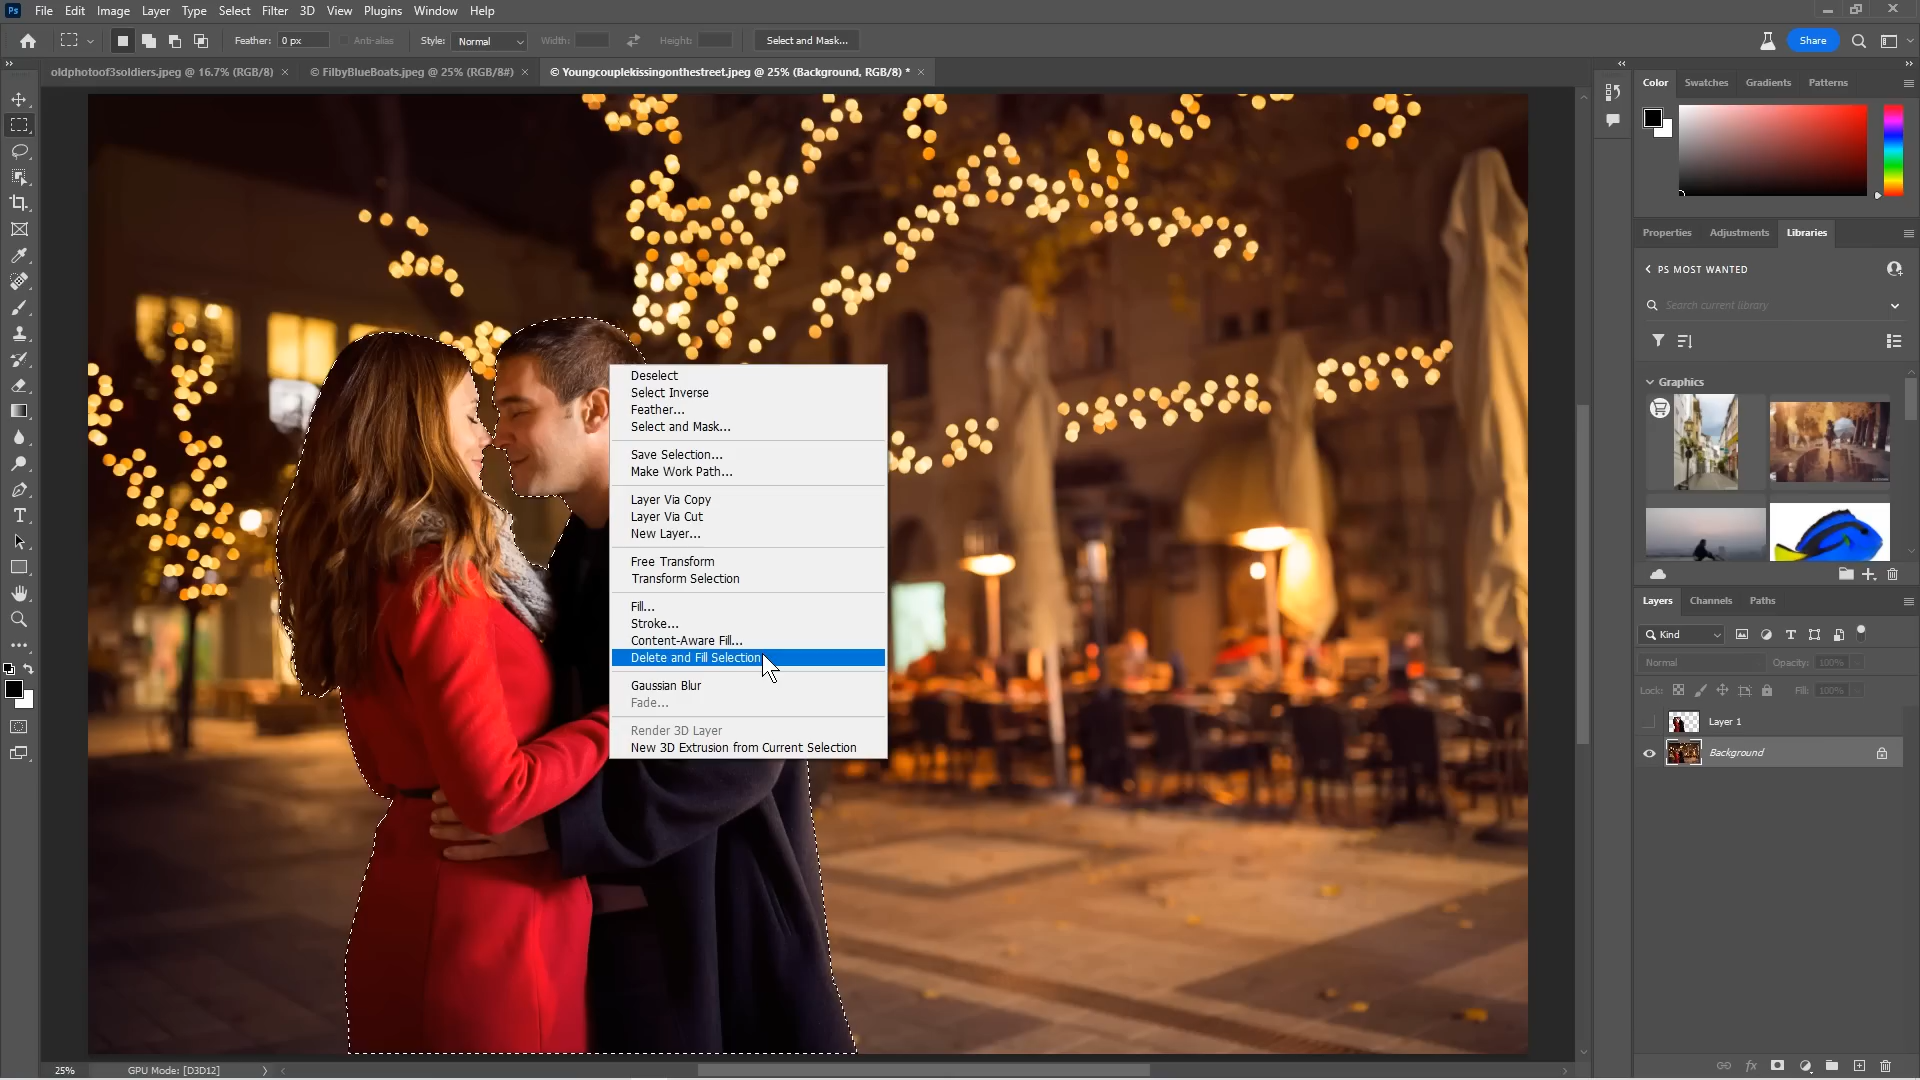 Ps File Edit Image Layer Type Select Filter 3D View Plugins Window Help
Feather: 0 px Anti-alias Style: Normal Width: Height: Select and Mask... Share
oldphotoof3soldiers.jpeg @ 16.7% (RGB/8) × © FilbyBlueBoats.jpeg @ 25% (RGB/8#) × © Youngcouplekissingonthestreet.jpeg @ 25% (Background, RGB/8) * ×
Color Swatches Gradients Patterns
Properties Adjustments Libraries
PS MOST WANTED
Search current library
Graphics
Deselect
Select Inverse
Feather...
Select and Mask...
Save Selection...
Make Work Path...
Layer Via Copy
Layer Via Cut
New Layer...
Free Transform
Transform Selection
Fill...
Stroke...
Content-Aware Fill...
Delete and Fill Selection
Gaussian Blur
Fade...
Render 3D Layer
New 3D Extrusion from Current Selection
Layers Channels Paths
Kind
Normal Opacity: 100%
Lock: Fill: 100%
Layer 1
Background
25% GPU Mode: [D3D12]